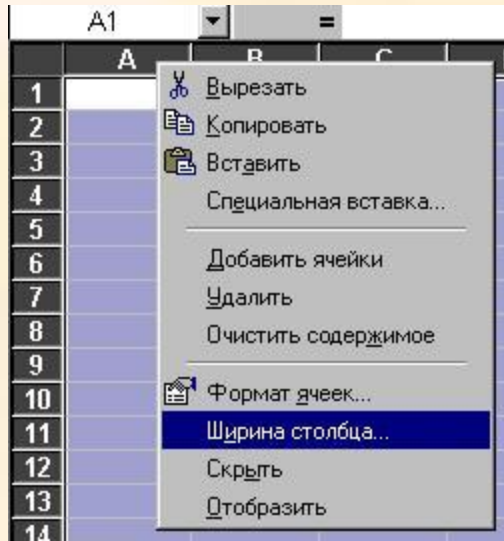 A1 =
A B C
1
Вырезать
2
Копировать
3
Вставить
4
Специальная вставка...
5
6
Добавить ячейки
7
Удалить
8
Очистить содержимое
9
10
Формат ячеек...
11
Ширина столбца...
12
Скрыть
13
Отобразить
14